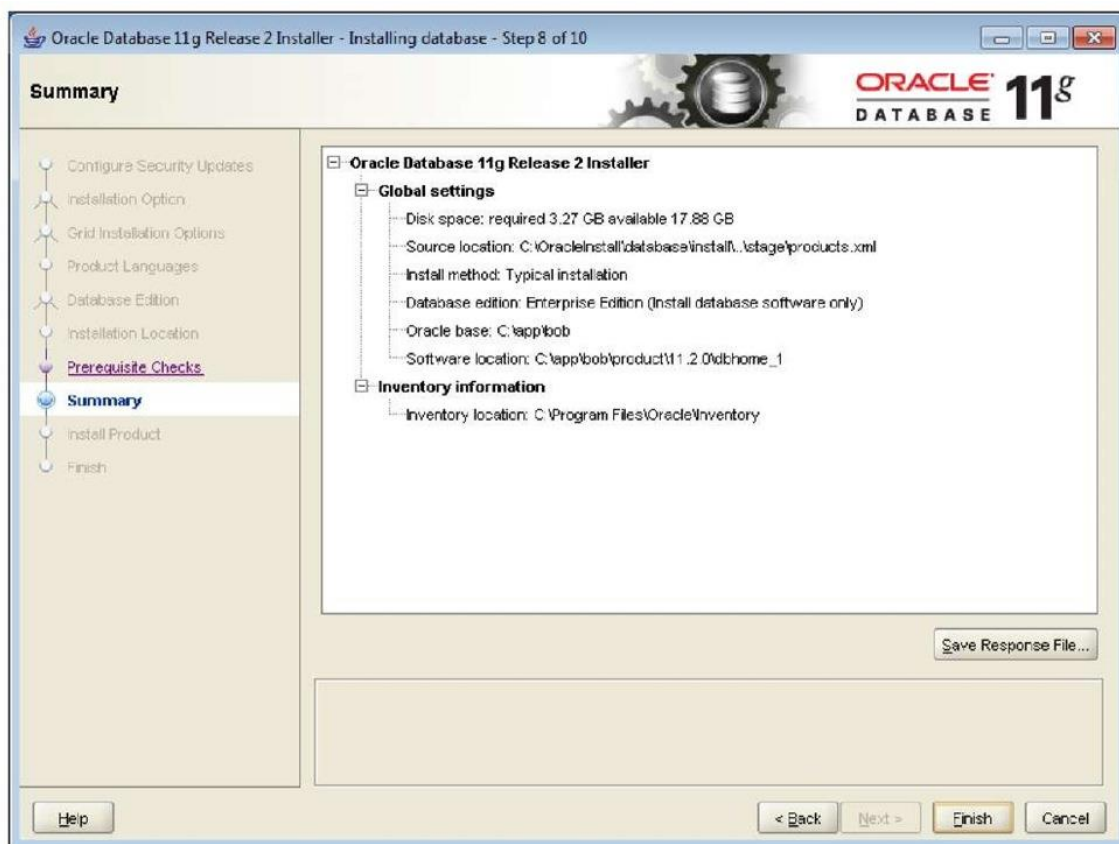 Oracle Database 11g Release 2 Installer - Installing database - Step 8 of 10
Summary
ORACLE
DATABASE
11g
Configure Security Updates
Installation Option
Grid Installation Options
Product Languages
Database Edition
Installation Location
Prerequisite Checks
Summary
Install Product
Finish
Oracle Database 11g Release 2 Installer
Global settings
Disk space: required 3.27 GB available 17.88 GB
Source location: C:\OracleInstall\database\install\..\stage\products.xml
Install method: Typical installation
Database edition: Enterprise Edition (Install database software only)
Oracle base: C:\app\bob
Software location: C:\app\bob\product\11.2.0\dbhome_1
Inventory information
Inventory location: C:\Program Files\Oracle\Inventory
Save Response File...
Help
< Back
Next >
Finish
Cancel